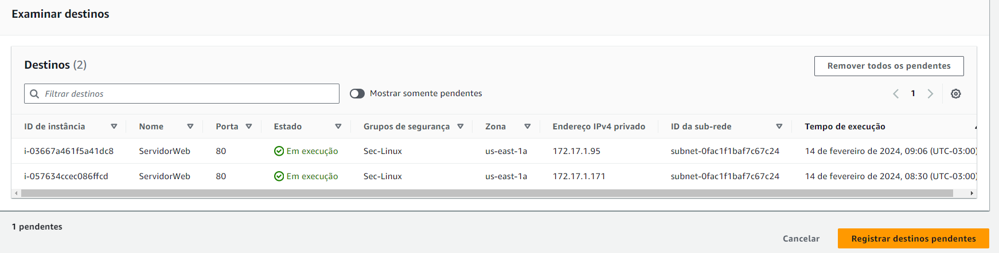 Examinar destinos
Destinos (2)
Remover todos os pendentes
Filtrar destinos
Mostrar somente pendentes
1
ID de instância Nome Porta Estado Grupos de segurança Zona Endereço IPv4 privado ID da sub-rede Tempo de execução
i-03667a461f5a41dc8 ServidorWeb 80 Em execução Sec-Linux us-east-1a 172.17.1.95 subnet-0fac1f1baf7c67c24 14 de fevereiro de 2024, 09:06 (UTC-03:00)
i-057634ccec086ffcd ServidorWeb 80 Em execução Sec-Linux us-east-1a 172.17.1.171 subnet-0fac1f1baf7c67c24 14 de fevereiro de 2024, 08:30 (UTC-03:00)
1 pendentes
Cancelar
Registrar destinos pendentes